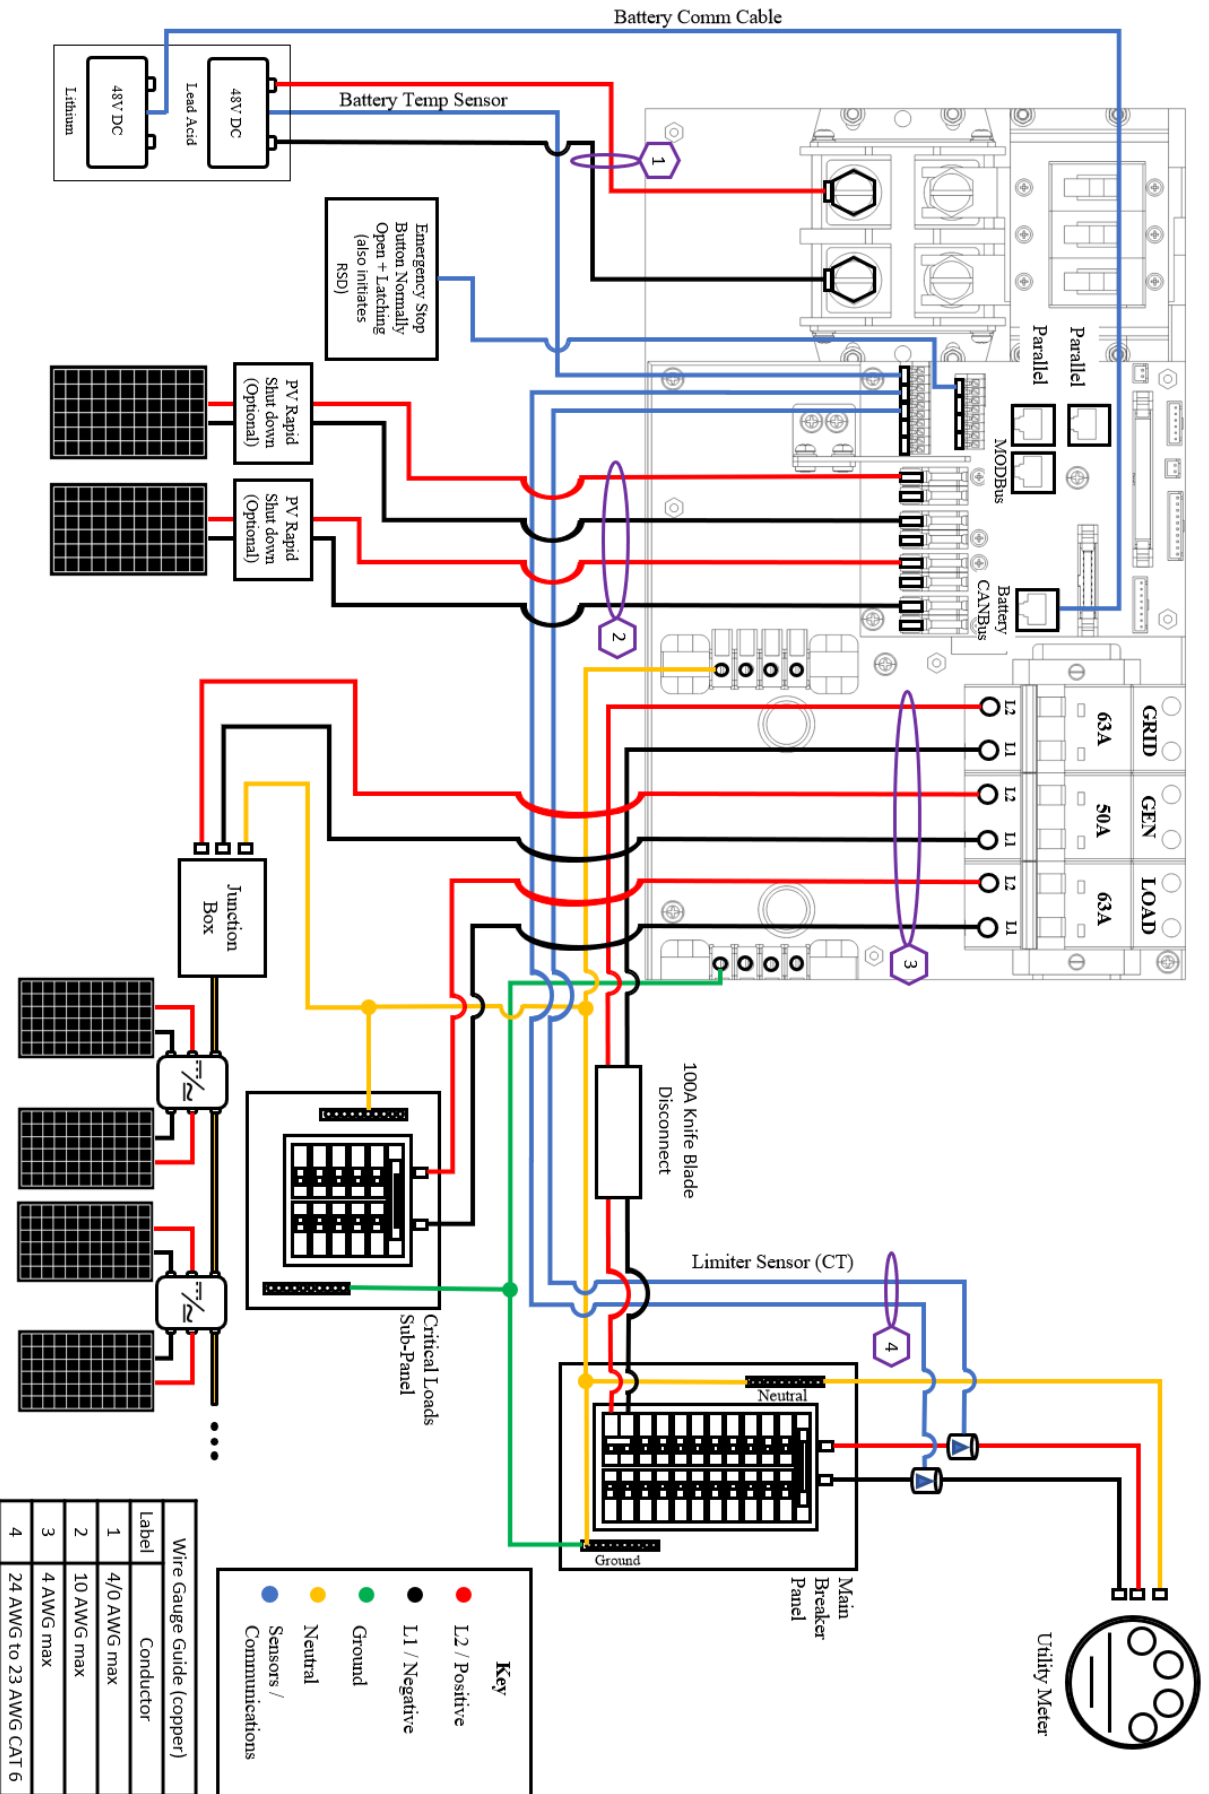 Battery Comm Cable
Battery Temp Sensor
48V DC
Lithium
48V DC
Lead Acid
1
Emergency Stop
Button Normally
Open + Latching
(also initiates
RSD)
Parallel
Parallel
MODBus
Battery
CANBus
PV Rapid
Shut down
(Optional)
PV Rapid
Shut down
(Optional)
2
GRID
63A
L2
L1
GEN
50A
L2
L1
LOAD
63A
L2
L1
3
Junction
Box
100A Knife Blade
Disconnect
Limiter Sensor (CT)
4
Critical Loads
Sub-Panel
Neutral
Ground
Main
Breaker
Panel
Utility Meter
Key
L2 / Positive
L1 / Negative
Ground
Neutral
Sensors /
Communications
Wire Gauge Guide (copper)
Label Conductor
1 4/0 AWG max
2 10 AWG max
3 4 AWG max
4 24 AWG to 23 AWG CAT 6